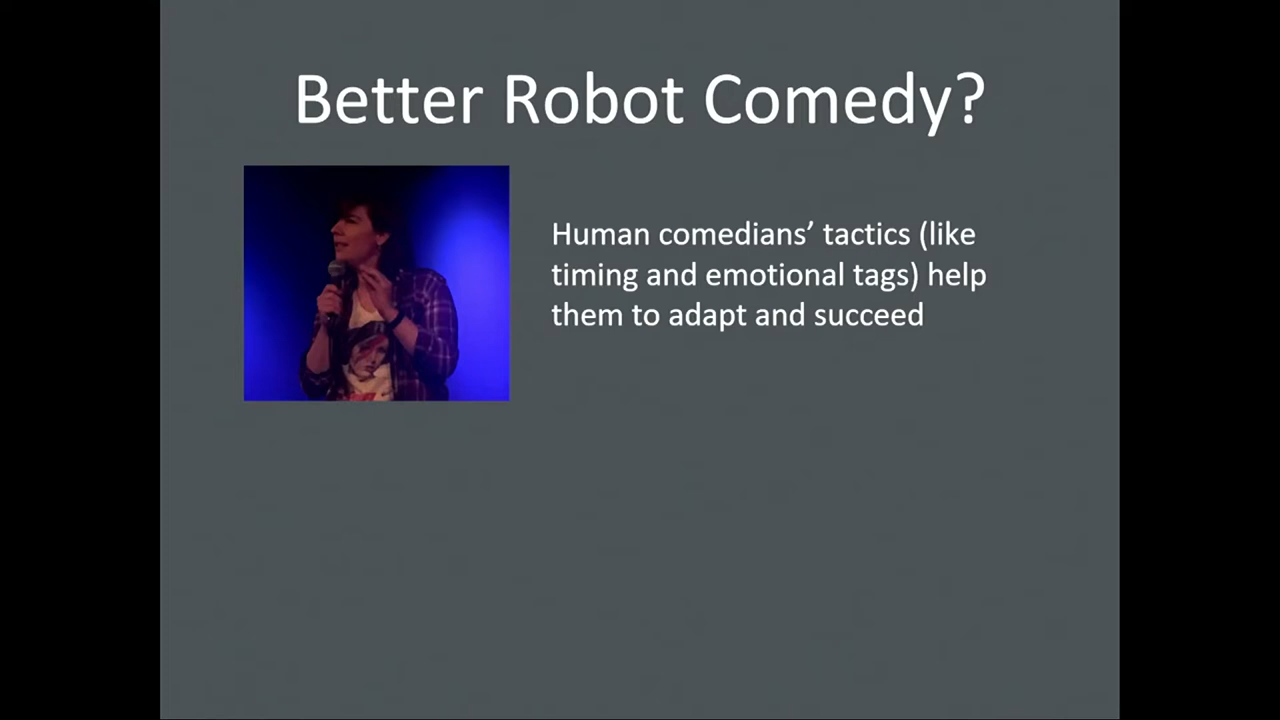 Better Robot Comedy?
Human comedians’ tactics (like
timing and emotional tags) help
them to adapt and succeed